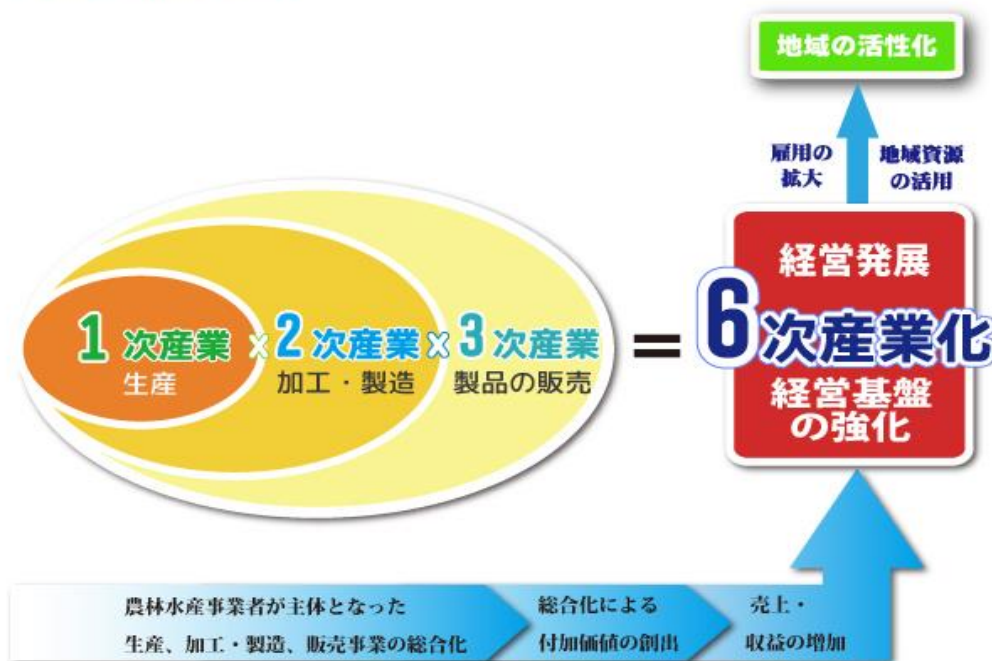 地域の活性化
雇用の
拡大
地域資源
の活用
経営発展
6次産業化
経営基盤
の強化
1次産業×2次産業×3次産業=
生産
加工・製造
製品の販売
農林水産事業者が主体となった
生産、加工・製造、販売事業の総合化
総合化による
付加価値の創出
売上・
収益の増加